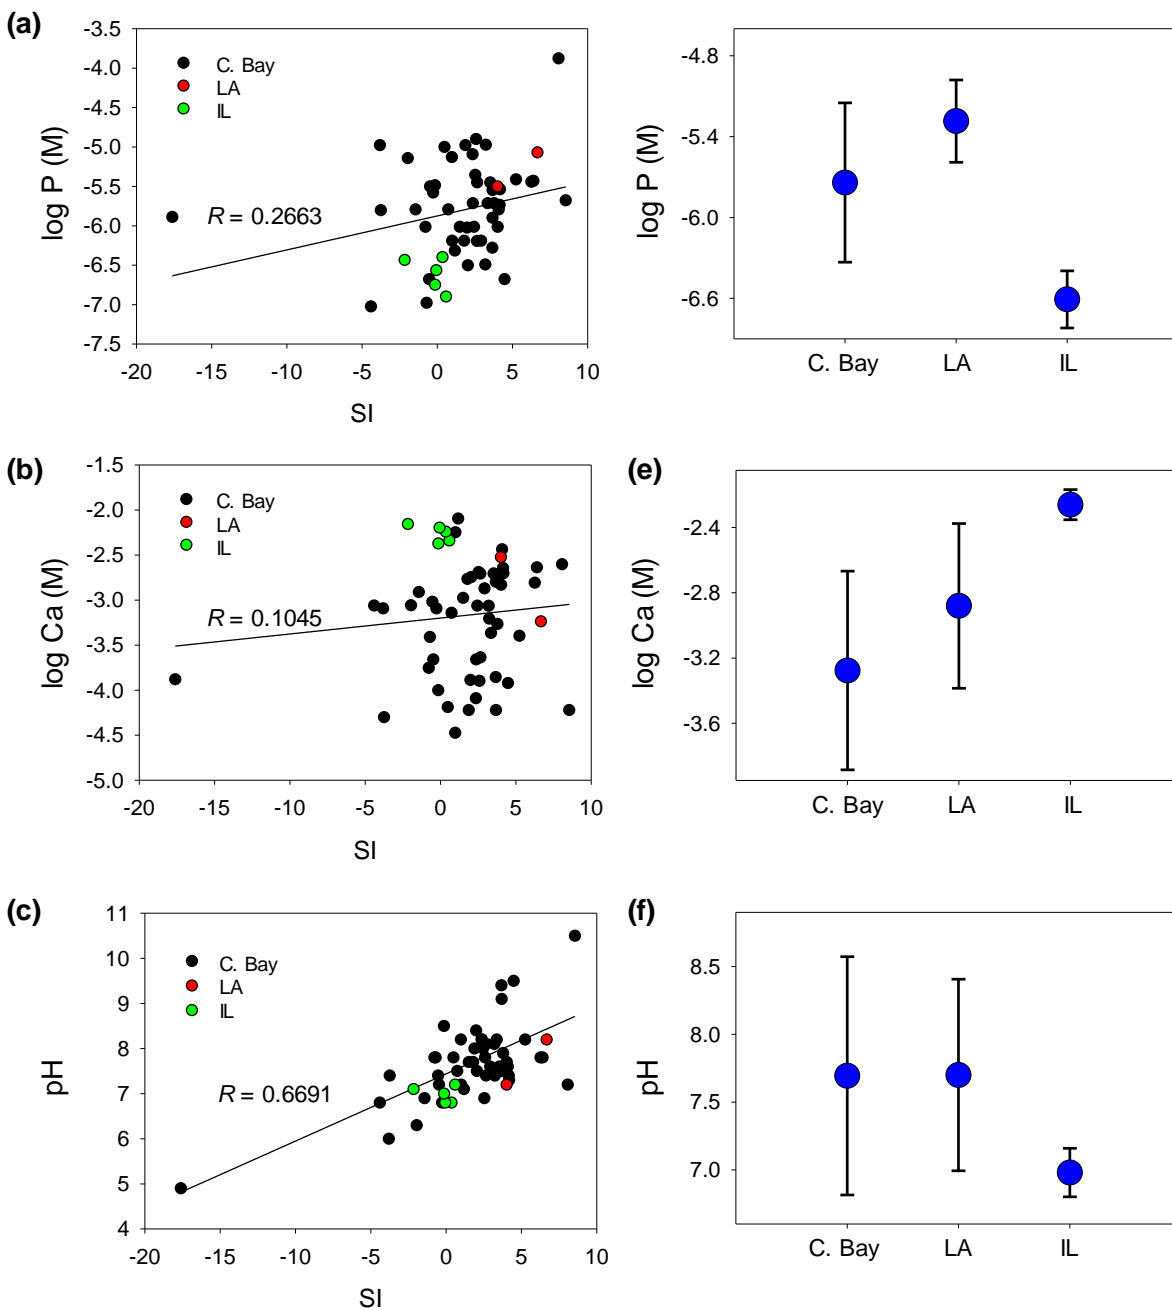 (a)
-3.5
-4.0
-4.5
-5.0
-5.5
-6.0
-6.5
-7.0
-7.5
log P (M)
C. Bay
LA
IL
R = 0.2663
-20 -15 -10 -5 0 5 10
SI
-4.8
-5.4
-6.0
-6.6
log P (M)
C. Bay LA IL
(b)
-1.5
-2.0
-2.5
-3.0
-3.5
-4.0
-4.5
-5.0
log Ca (M)
C. Bay
LA
IL
R = 0.1045
-20 -15 -10 -5 0 5 10
SI
(e)
-2.4
-2.8
-3.2
-3.6
log Ca (M)
C. Bay LA IL
(c)
11
10
9
8
7
6
5
4
pH
C. Bay
LA
IL
R = 0.6691
-20 -15 -10 -5 0 5 10
SI
(f)
8.5
8.0
7.5
7.0
pH
C. Bay LA IL